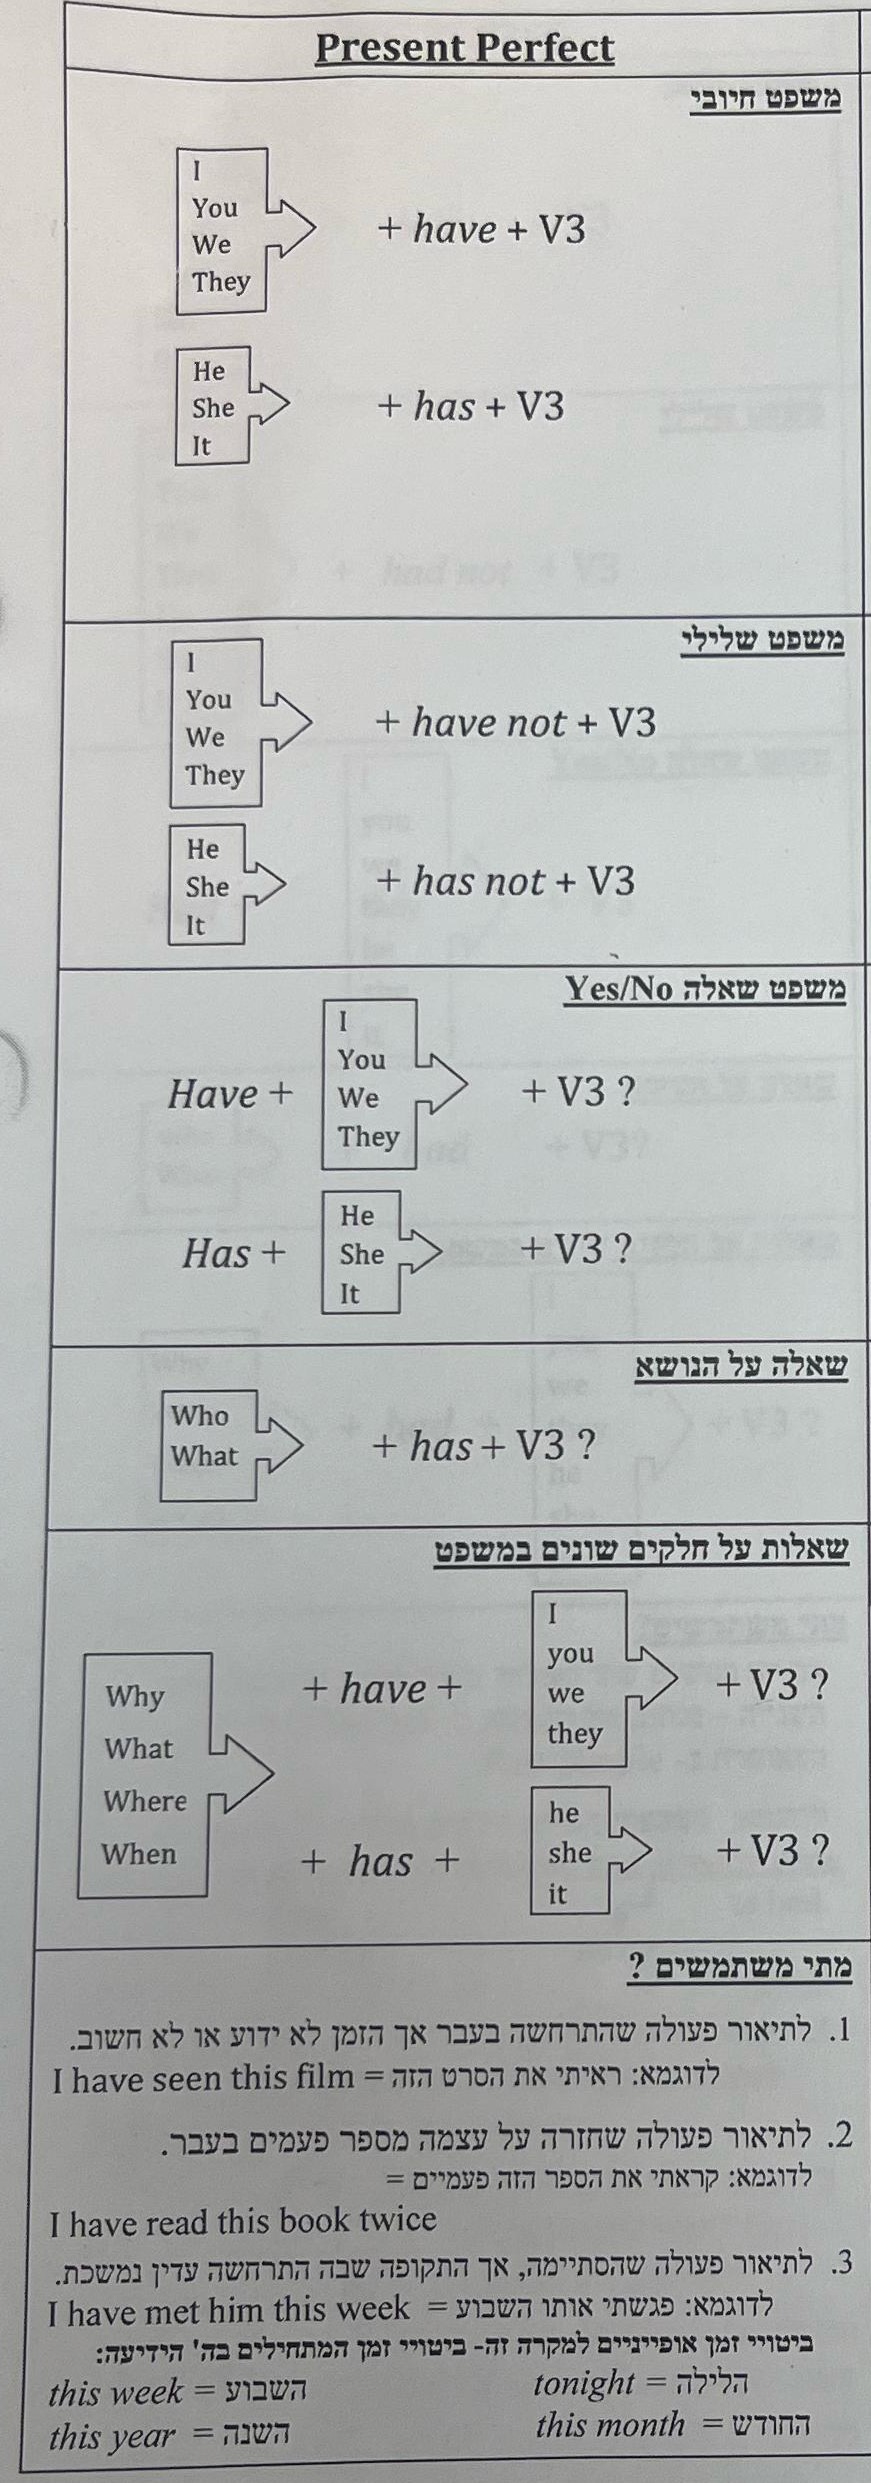 Present Perfect
משפט חיובי
I
You
We
They
+ have + V3
He
She
It
+ has + V3
משפט שלילי
I
You
We
They
+ have not + V3
He
She
It
+ has not + V3
משפט שאלה Yes/No
Have +
I
You
We
They
+ V3 ?
Has +
He
She
It
+ V3 ?
שאלה על הנושא
Who
What
+ has + V3 ?
שאלות על חלקים שונים במשפט
Why
What
Where
When
+ have +
I
you
we
they
+ V3 ?
+ has +
he
she
it
+ V3 ?
מתי משתמשים ?
1. לתיאור פעולה שהתרחשה בעבר אך הזמן לא ידוע או לא חשוב.
לדוגמא: ראיתי את הסרט הזה = I have seen this film
2. לתיאור פעולה שחזרה על עצמה מספר פעמים בעבר.
לדוגמא: קראתי את הספר הזה פעמיים =
I have read this book twice
3. לתיאור פעולה שהסתיימה, אך התקופה שבה התרחשה עדין נמשכת.
לדוגמא: פגשתי אותו השבוע = I have met him this week
ביטויי זמן אופייניים למקרה זה- ביטויי זמן המתחילים בה' הידיעה:
this week = השבוע
tonight = הלילה
this year = השנה
this month = החודש